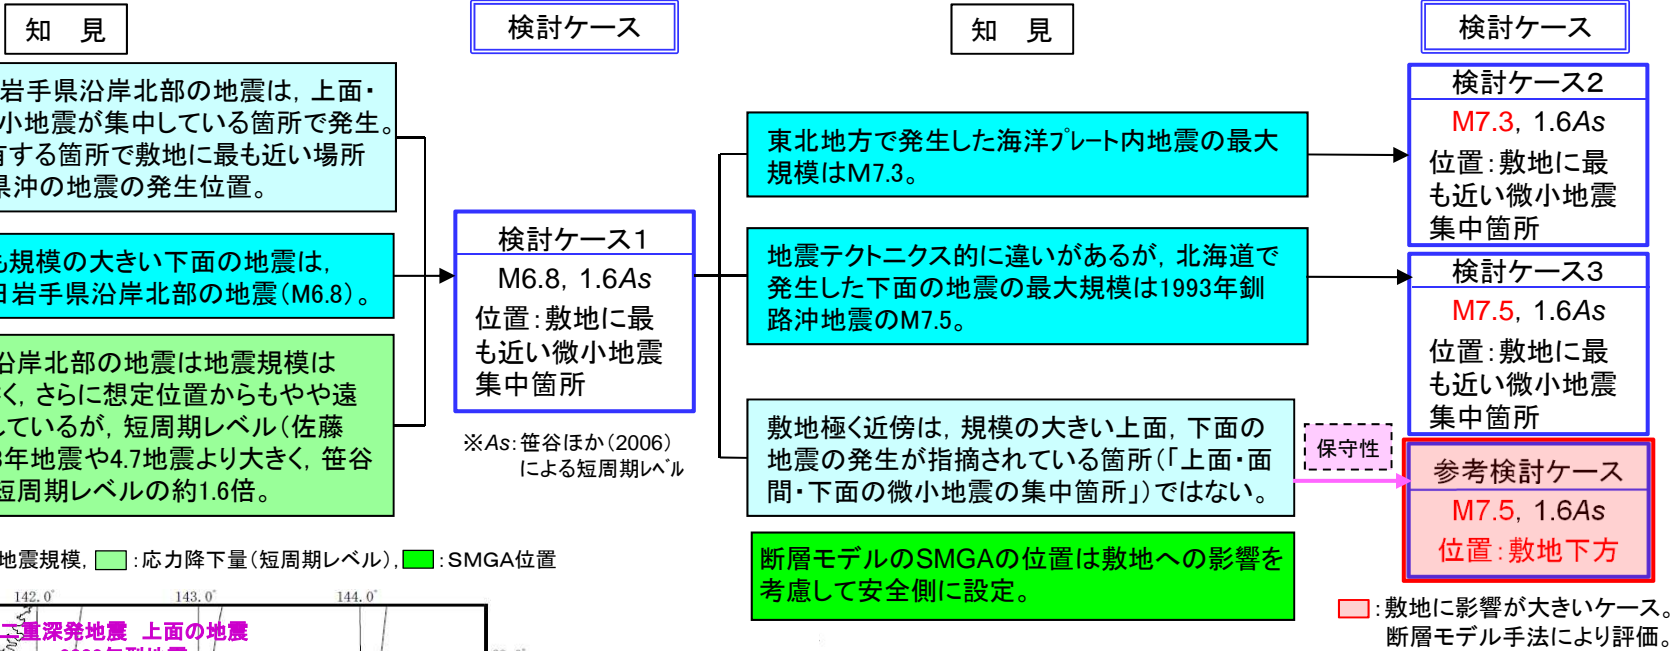 知 見
検討ケース
岩手県沿岸北部の地震は，上面・
小地震が集中している箇所で発生。
有する箇所で敷地に最も近い場所
県沖の地震の発生位置。
も規模の大きい下面の地震は，
日岩手県沿岸北部の地震（M6.8）。
沿岸北部の地震は地震規模は
く，さらに想定位置からもやや遠
しているが，短周期レベル（佐藤
3年地震や4.7地震より大きく，笹谷
短周期レベルの約1.6倍。
検討ケース1
M6.8，1.6As
位置：敷地に最
も近い微小地震
集中箇所
※As：笹谷ほか（2006）
による短周期ﾚﾍﾞﾙ
地震規模，　：応力降下量（短周期レベル），　：SMGA位置
142.0°
143.0°
144.0°
二重深発地震 上面の地震
知 見
検討ケース
東北地方で発生した海洋ﾌﾟﾚｰﾄ内地震の最大
規模はM7.3。
地震テクトニクス的に違いがあるが，北海道で
発生した下面の地震の最大規模は1993年釧
路沖地震のM7.5。
敷地極く近傍は，規模の大きい上面，下面の
地震の発生が指摘されている箇所（「上面・面
間・下面の微小地震の集中箇所」）ではない。
断層モデルのSMGAの位置は敷地への影響を
考慮して安全側に設定。
保守性
検討ケース2
M7.3，1.6As
位置：敷地に最
も近い微小地震
集中箇所
検討ケース3
M7.5，1.6As
位置：敷地に最
も近い微小地震
集中箇所
参考検討ケース
M7.5，1.6As
位置：敷地下方
：敷地に影響が大きいケース。
断層モデル手法により評価。